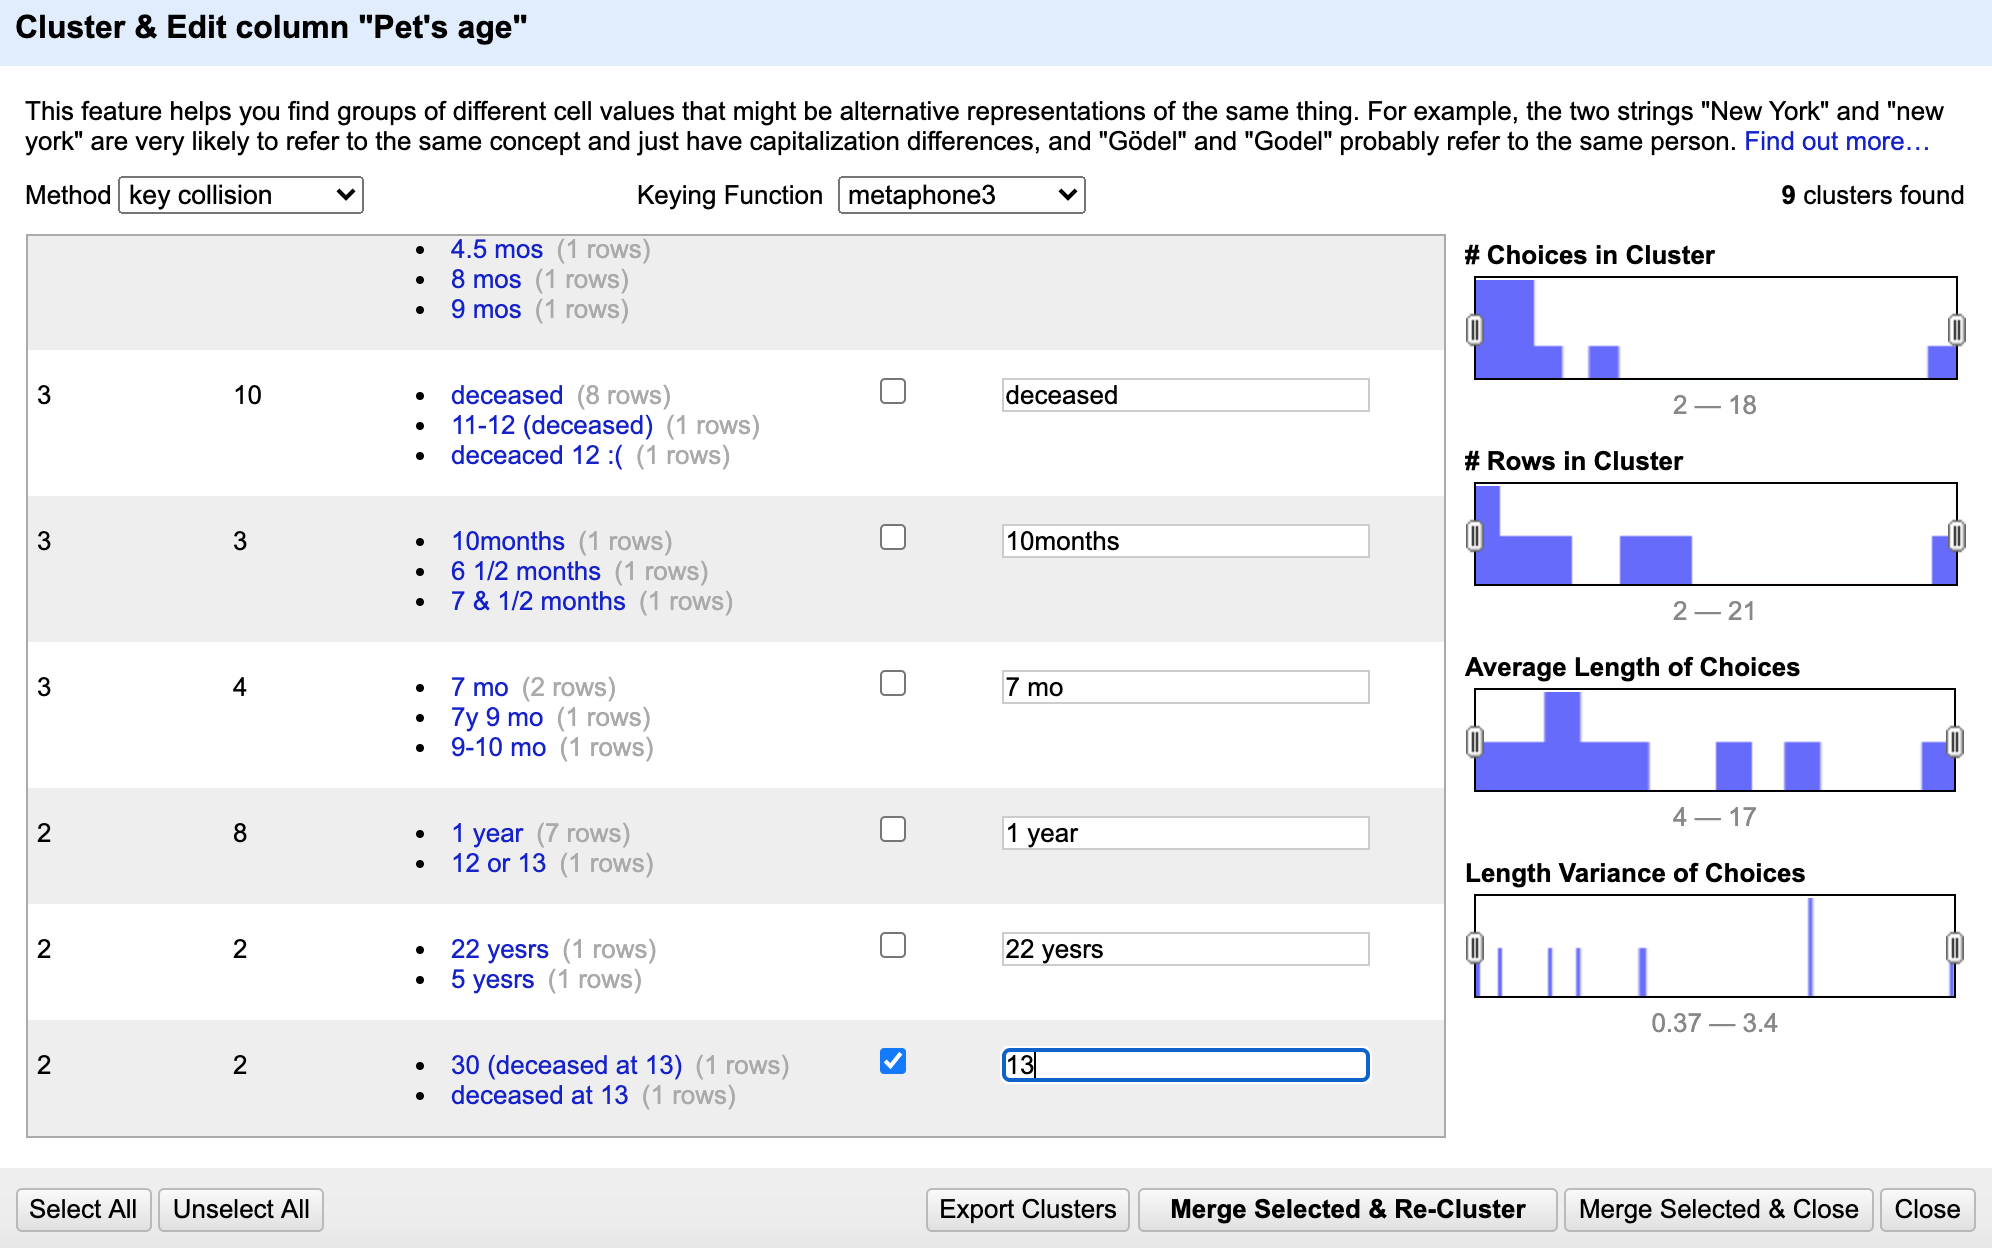 Cluster & Edit column "Pet's age"
This feature helps you find groups of different cell values that might be alternative representations of the same thing. For example, the two strings "New York" and "new
york" are very likely to refer to the same concept and just have capitalization differences, and "Gödel" and "Godel" probably refer to the same person. Find out more…
Method key collision Keying Function metaphone3 9 clusters found
• 4.5 mos (1 rows)
• 8 mos (1 rows)
• 9 mos (1 rows)
3 10 • deceased (8 rows) deceased
• 11-12 (deceased) (1 rows)
• deceaced 12 :( (1 rows)
3 3 • 10months (1 rows) 10months
• 6 1/2 months (1 rows)
• 7 & 1/2 months (1 rows)
3 4 • 7 mo (2 rows) 7 mo
• 7y 9 mo (1 rows)
• 9-10 mo (1 rows)
2 8 • 1 year (7 rows) 1 year
• 12 or 13 (1 rows)
2 2 • 22 yesrs (1 rows) 22 yesrs
• 5 yesrs (1 rows)
2 2 • 30 (deceased at 13) (1 rows) 13
• deceased at 13 (1 rows)
# Choices in Cluster
2 — 18
# Rows in Cluster
2 — 21
Average Length of Choices
4 — 17
Length Variance of Choices
0.37 — 3.4
Select All Unselect All Export Clusters Merge Selected & Re-Cluster Merge Selected & Close Close